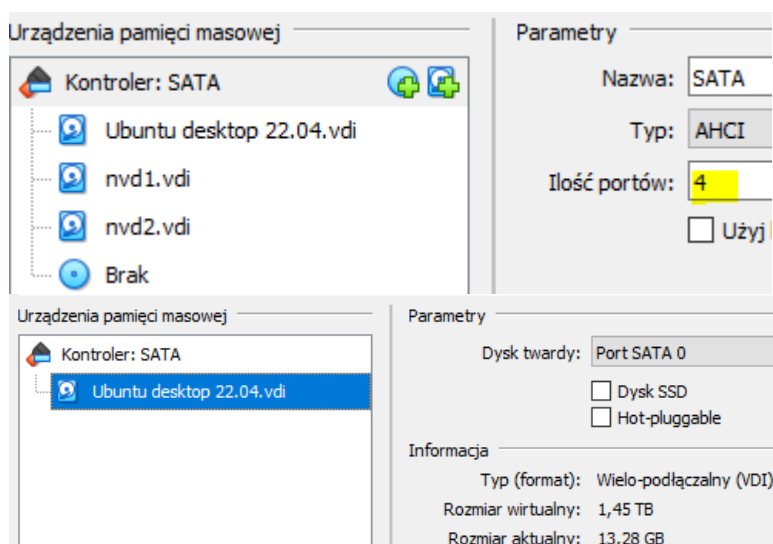 Urządzenia pamięci masowej Parametry
Kontroler: SATA Nazwa: SATA
Ubuntu desktop 22.04.vdi Typ: AHCI
nvd1.vdi Ilość portów: 4
nvd2.vdi Użyj
Brak
Urządzenia pamięci masowej Parametry
Kontroler: SATA Dysk twardy: Port SATA 0
Ubuntu desktop 22.04.vdi Dysk SSD
Hot-pluggable
Informacja
Typ (format): Wielo-podłączalny (VDI)
Rozmiar wirtualny: 1,45 TB
Rozmiar aktualny: 13,28 GB